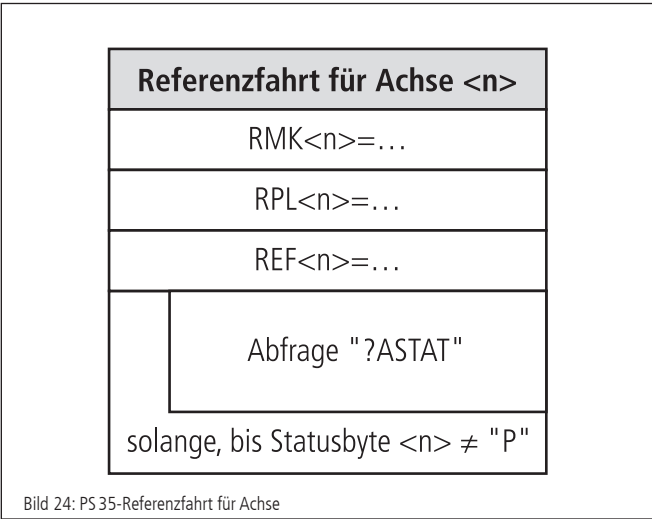 Referenzfahrt für Achse <n>
RMK<n>=...
RPL<n>=...
REF<n>=...
Abfrage "?ASTAT"
solange, bis Statusbyte <n> ≠ "P"
Bild 24: PS 35-Referenzfahrt für Achse